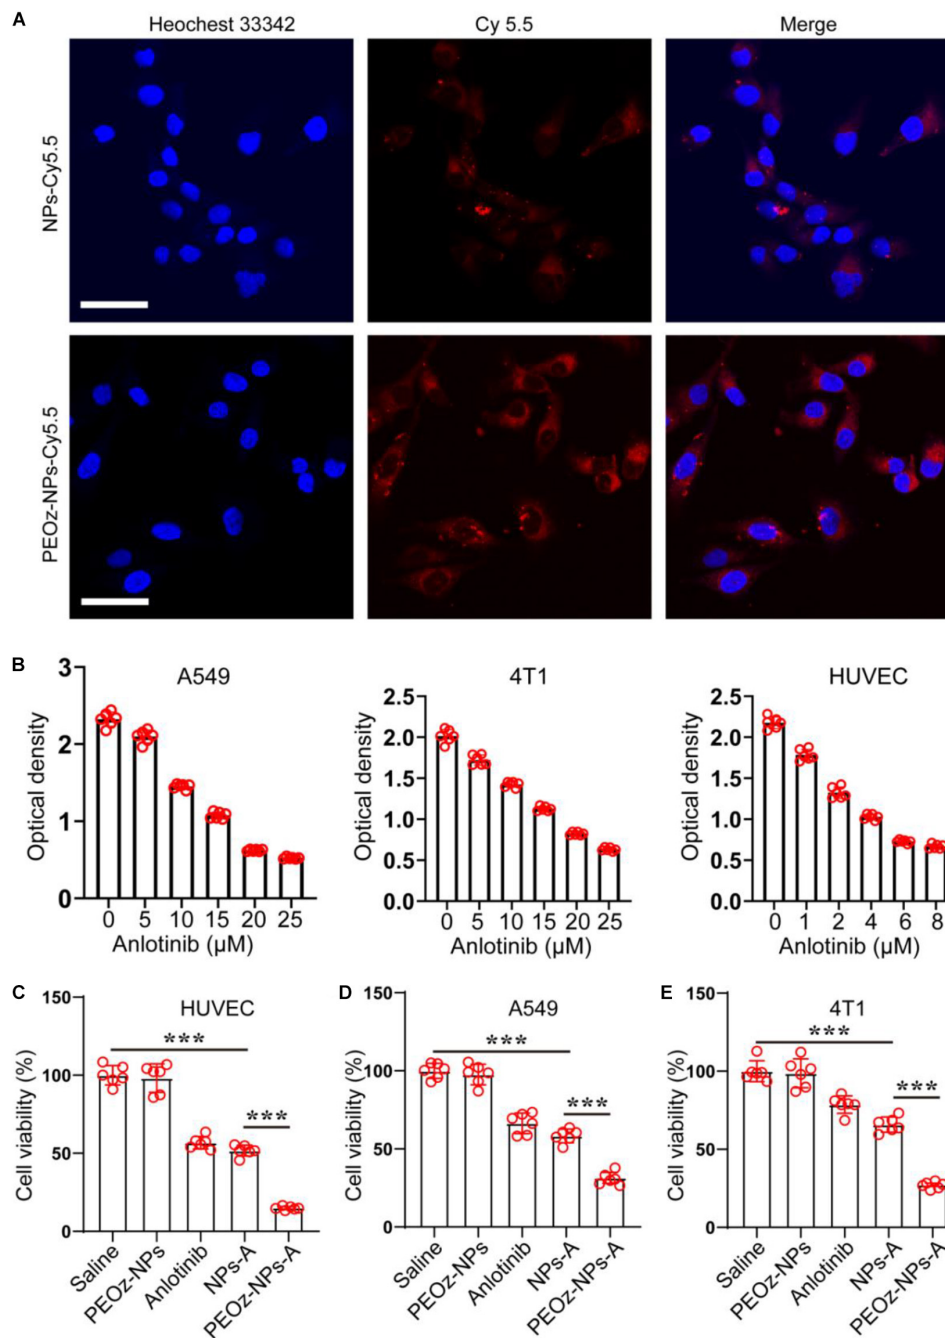 A
Heochest 33342 Cy 5.5 Merge
NPs-Cy5.5
PEOz-NPs-Cy5.5
B
A549 4T1 HUVEC
Optical density
3
2
1
0
0 5 10 15 20 25
Anlotinib (μM)
Optical density
2.5
2.0
1.5
1.0
0.5
0.0
0 5 10 15 20 25
Anlotinib (μM)
Optical density
2.5
2.0
1.5
1.0
0.5
0.0
0 1 2 4 6 8
Anlotinib (μM)
C
HUVEC
Cell viability (%)
150
100
50
0
***
***
Saline
PEOz-NPs
Anlotinib
NPs-A
PEOz-NPs-A
D
A549
Cell viability (%)
150
100
50
0
***
***
Saline
PEOz-NPs
Anlotinib
NPs-A
PEOz-NPs-A
E
4T1
Cell viability (%)
150
100
50
0
***
***
Saline
PEOz-NPs
Anlotinib
NPs-A
PEOz-NPs-A